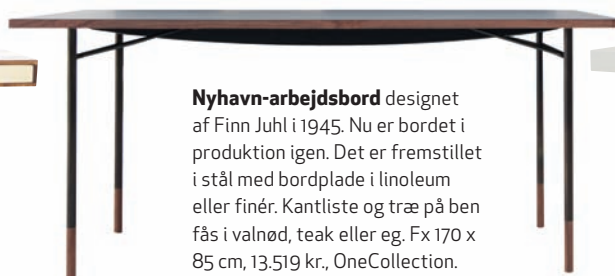 Nyhavn-arbejdsbord designet
af Finn Juhl i 1945. Nu er bordet i
produktion igen. Det er fremstillet
i stål med bordplade i linoleum
eller finér. Kantliste og træ på ben
fås i valnød, teak eller eg. Fx 170 x
85 cm, 13.519 kr., OneCollection.